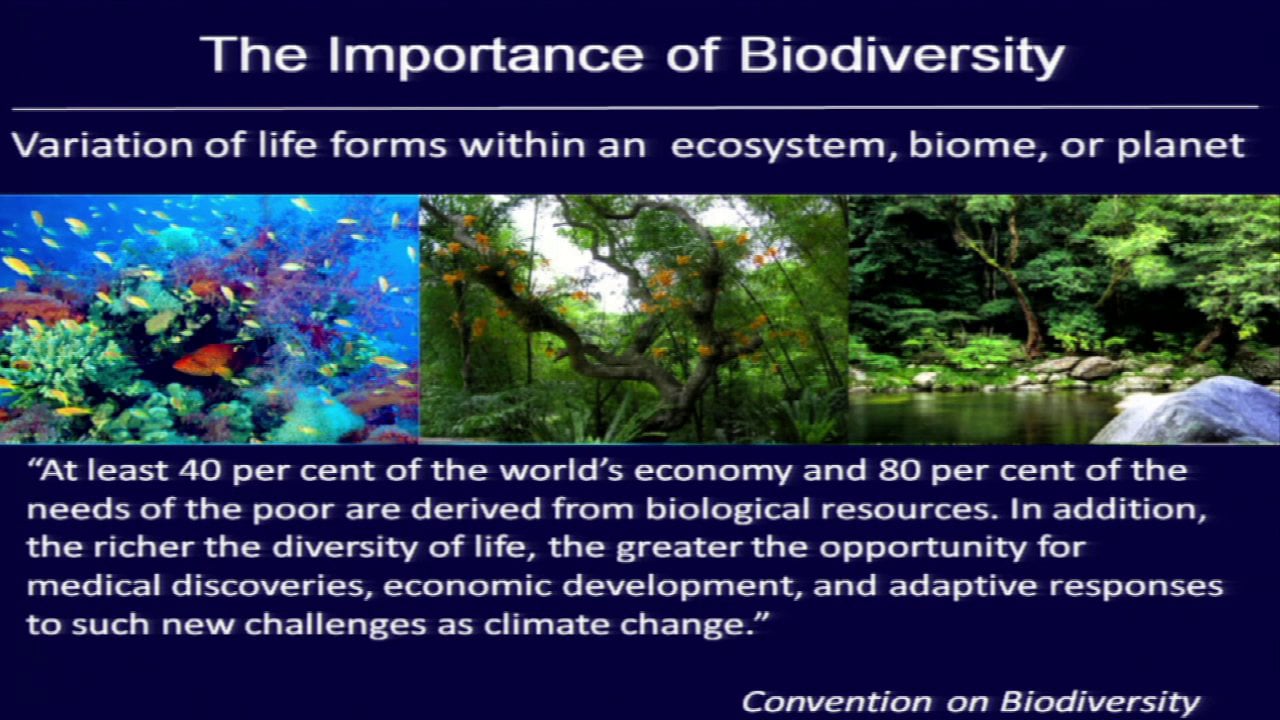 The Importance of Biodiversity
Variation of life forms within an ecosystem, biome, or planet
“At least 40 per cent of the world’s economy and 80 per cent of the
needs of the poor are derived from biological resources. In addition,
the richer the diversity of life, the greater the opportunity for
medical discoveries, economic development, and adaptive responses
to such new challenges as climate change.”
Convention on Biodiversity